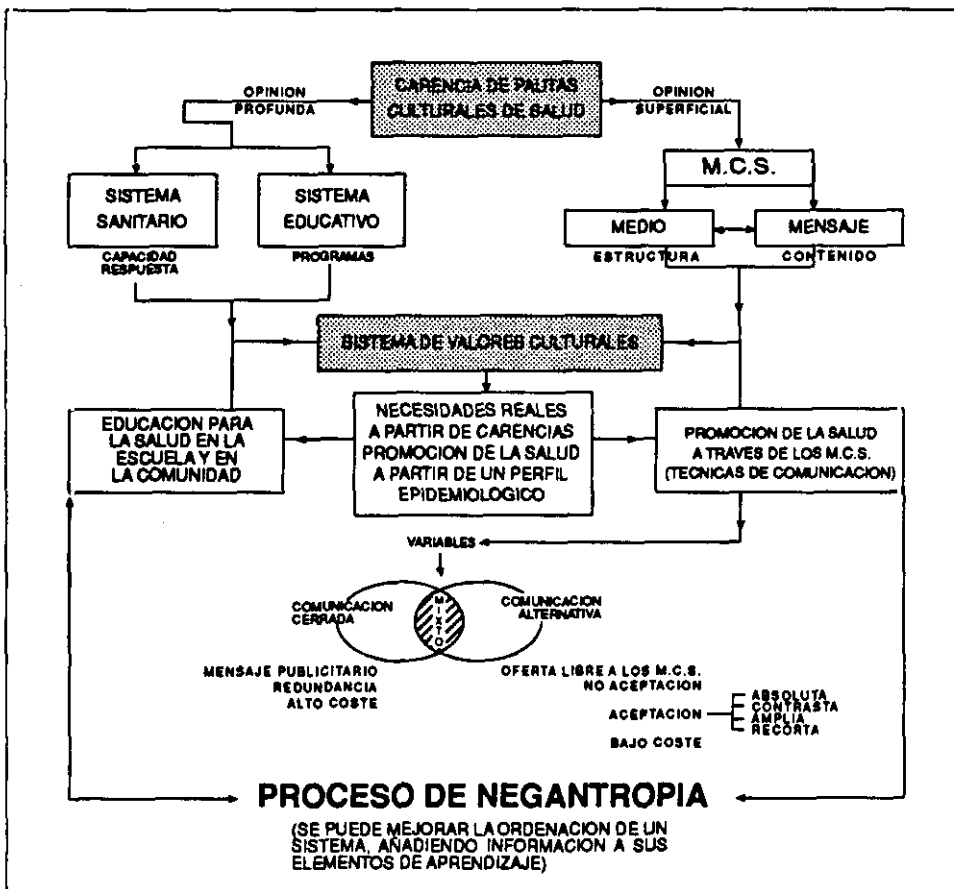 CARENCIA DE PAUTAS
CULTURALES DE SALUD
OPINION
PROFUNDA
OPINION
SUPERFICIAL
SISTEMA
SANITARIO
SISTEMA
EDUCATIVO
M.C.S.
MEDIO
MENSAJE
CAPACIDAD
RESPUESTA
PROGRAMAS
ESTRUCTURA
CONTENIDO
SISTEMA DE VALORES CULTURALES
EDUCACION PARA
LA SALUD EN LA
ESCUELA Y EN
LA COMUNIDAD
NECESIDADES REALES
A PARTIR DE CARENCIAS
PROMOCION DE LA SALUD
A PARTIR DE UN PERFIL
EPIDEMIOLOGICO
PROMOCION DE LA SALUD
A TRAVES DE LOS M.C.S.
(TECNICAS DE COMUNICACION)
VARIABLES
COMUNICACION
CERRADA
MIXTO
COMUNICACION
ALTERNATIVA
MENSAJE PUBLICITARIO
REDUNDANCIA
ALTO COSTE
OFERTA LIBRE A LOS M.C.S.
NO ACEPTACION
ACEPTACION
ABSOLUTA
CONTRASTA
AMPLIA
RECORTA
BAJO COSTE
PROCESO DE NEGANTROPIA
(SE PUEDE MEJORAR LA ORDENACION DE UN
SISTEMA, AÑADIENDO INFORMACION A SUS
ELEMENTOS DE APRENDIZAJE)